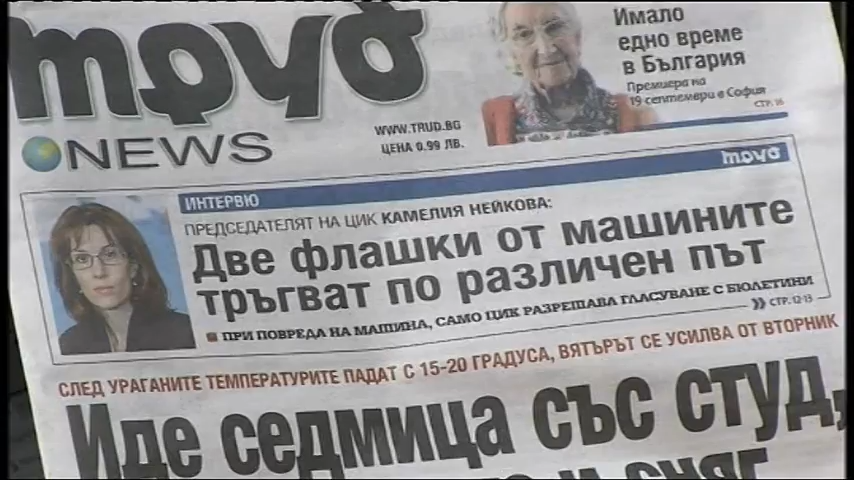 труд
NEWS
WWW.TRUD.BG
ЦЕНА 0.99 ЛВ.
Имало
едно време
в България
Премиера на
19 септември в София
СТР. 16
ИНТЕРВЮ
труд
ПРЕДСЕДАТЕЛЯТ НА ЦИК КАМЕЛИЯ НЕЙКОВА:
Две флашки от машините
тръгват по различен път
ПРИ ПОВРЕДА НА МАШИНА, САМО ЦИК РАЗРЕШАВА ГЛАСУВАНЕ С БЮЛЕТИНИ
СТР. 12-13
СЛЕД УРАГАНИТЕ ТЕМПЕРАТУРИТЕ ПАДАТ С 15-20 ГРАДУСА, ВЯТЪРЪТ СЕ УСИЛВА ОТ ВТОРНИК
Иде седмица със студ,
и сняг